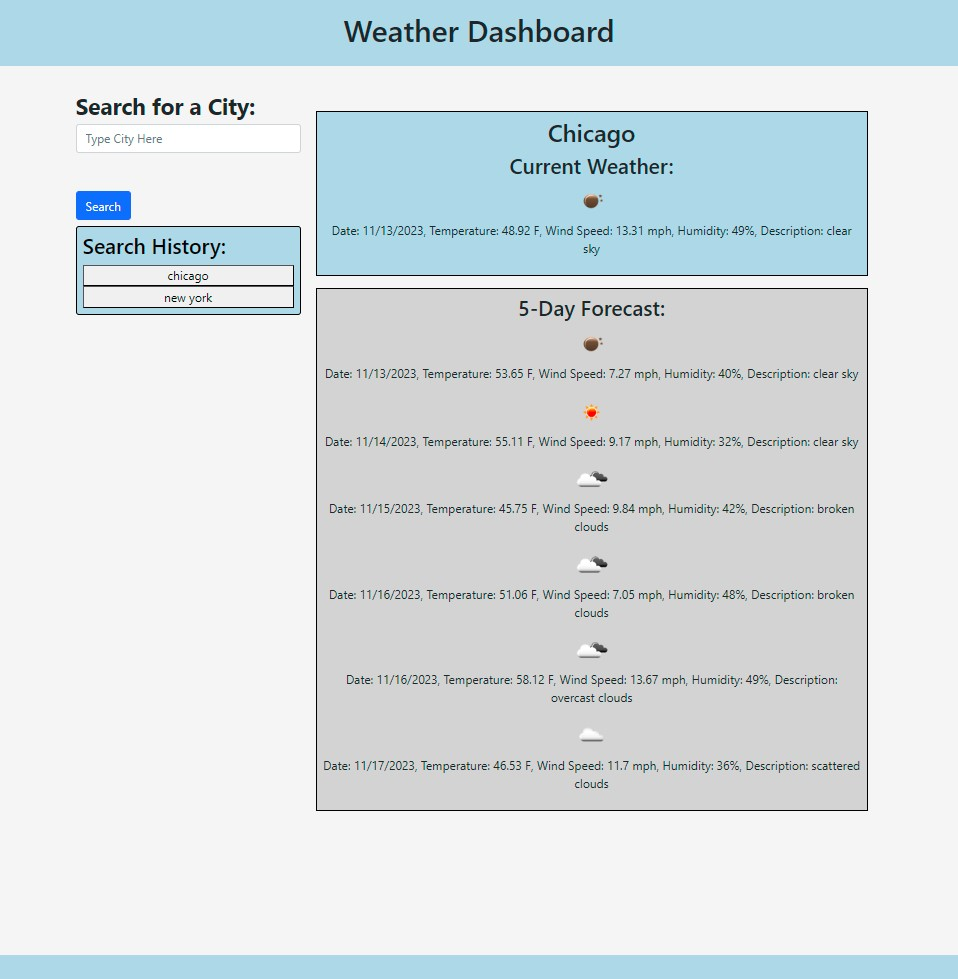 Weather Dashboard
Search for a City:
Type City Here
Search
Search History:
chicago
new york
Chicago
Current Weather:
Date: 11/13/2023, Temperature: 48.92 F, Wind Speed: 13.31 mph, Humidity: 49%, Description: clear
sky
5-Day Forecast:
Date: 11/13/2023, Temperature: 53.65 F, Wind Speed: 7.27 mph, Humidity: 40%, Description: clear sky
Date: 11/14/2023, Temperature: 55.11 F, Wind Speed: 9.17 mph, Humidity: 32%, Description: clear sky
Date: 11/15/2023, Temperature: 45.75 F, Wind Speed: 9.84 mph, Humidity: 42%, Description: broken
clouds
Date: 11/16/2023, Temperature: 51.06 F, Wind Speed: 7.05 mph, Humidity: 48%, Description: broken
clouds
Date: 11/16/2023, Temperature: 58.12 F, Wind Speed: 13.67 mph, Humidity: 49%, Description:
overcast clouds
Date: 11/17/2023, Temperature: 46.53 F, Wind Speed: 11.7 mph, Humidity: 36%, Description: scattered
clouds